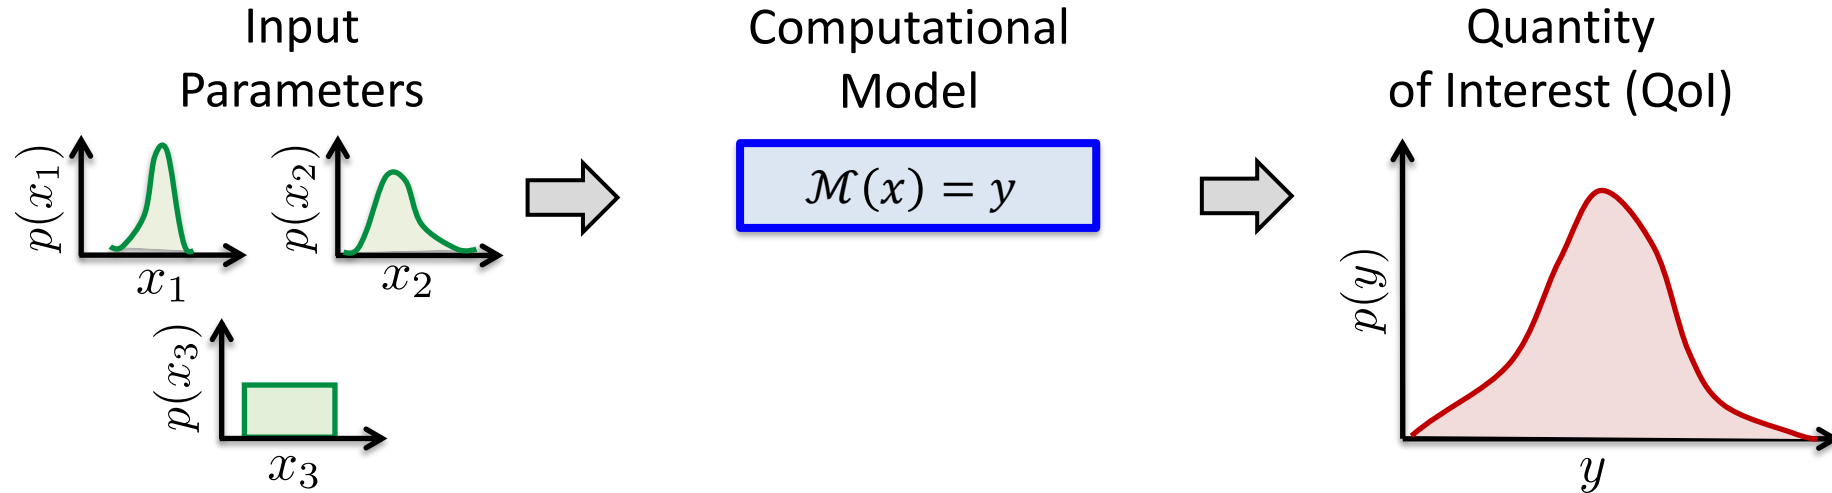 Input
Parameters
Computational
Model
Quantity
of Interest (QoI)
p(x₁)
x₁
p(x₂)
x₂
p(x₃)
x₃
ℳ(x) = y
p(y)
y